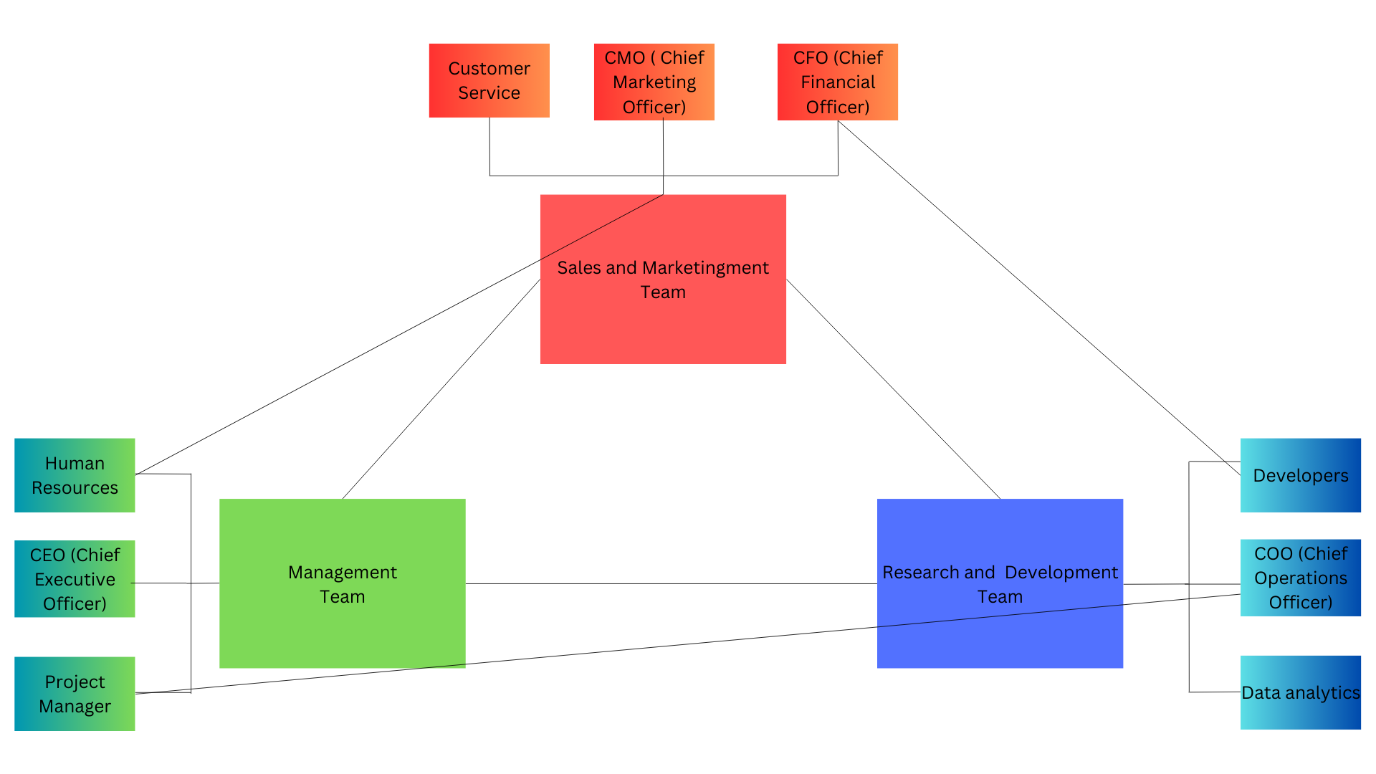 Customer
Service
CMO ( Chief
Marketing
Officer)
CFO (Chief
Financial
Officer)
Sales and Marketingment
Team
Human
Resources
CEO (Chief
Executive
Officer)
Project
Manager
Management
Team
Research and  Development
Team
Developers
COO (Chief
Operations
Officer)
Data analytics